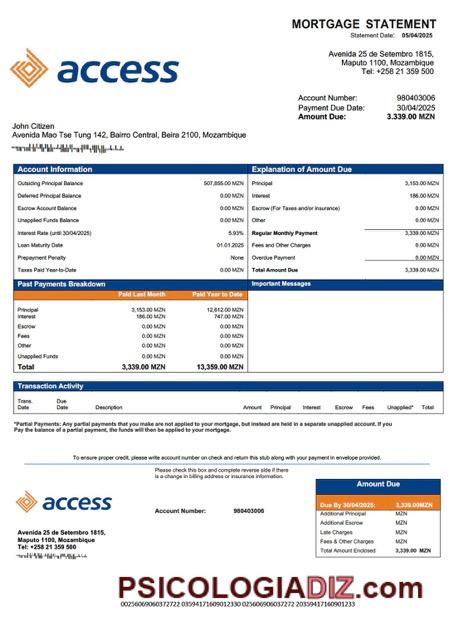 MORTGAGE STATEMENT
Statement Date: 05/04/2025
access
Avenida 25 de Setembro 1815,
Maputo 1100, Mozambique
Tel: +258 21 359 500
Account Number: 980403006
Payment Due Date: 30/04/2025
Amount Due: 3.339.00 MZN
John Citizen
Avenida Mao Tse Tung 142, Bairro Central, Beira 2100, Mozambique
Account Information
Outsiding Principal Balance 507,855.00 MZN
Deferred Principal Balance 0.00 MZN
Escrow Account Balance 0.00 MZN
Unapplied Funds Balance 0.00 MZN
Interest Rate (until 30/04/2025) 5.93%
Loan Maturity Date 01.01.2025
Prepayment Penalty None
Taxes Paid Year-to-Date 0.00 MZN
Explanation of Amount Due
Principal 3,153.00 MZN
Interest 186.00 MZN
Escrow (For Taxes and/or insurance) 0.00 MZN
Other 0.00 MZN
Regular Monthly Payment 3,339.00 MZN
Fees and Other Charges 0.00 MZN
Overdue Payment 0.00 MZN
Total Amount Due 3,339.00 MZN
Past Payments Breakdown
Paid Last Month Paid Year to Date
Principal 3,153.00 MZN 12,612.00 MZN
Interest 186.00 MZN 747.00 MZN
Escrow 0.00 MZN 0.00 MZN
Fees 0.00 MZN 0.00 MZN
Other 0.00 MZN 0.00 MZN
Unapplied Funds 0.00 MZN 0.00 MZN
Total 3,339.00 MZN 13,359.00 MZN
Important Messages
Transaction Activity
Trans. Date Due Date Description Amount Principal Interest Escrow Fees Unapplied* Total
*Partial Payments: Any partial payments that you make are not applied to your mortgage, but instead are held in a separate unapplied account. If you
Pay the balance of a partial payment, the funds will then be applied to your mortgage.
To ensure proper credit, please write account number on check and return this stub along with your payment in envelope provided.
Please check this box and complete reverse side if there
is a change in billing address or insurance information.
access
Account Number: 980403006
Avenida 25 de Setembro 1815,
Maputo 1100, Mozambique
Tel: +258 21 359 500
Amount Due
Due By 30/04/2025: 3,339.00MZN
Additional Principal MZN
Additional Escrow MZN
Late Charges MZN
Fees & Other Charges MZN
Total Amount Enclosed 3,339.00 MZN
PSICOLOGIADIZ.com
00256069060372722 03594171609012330 02560696037272 20359417160901233